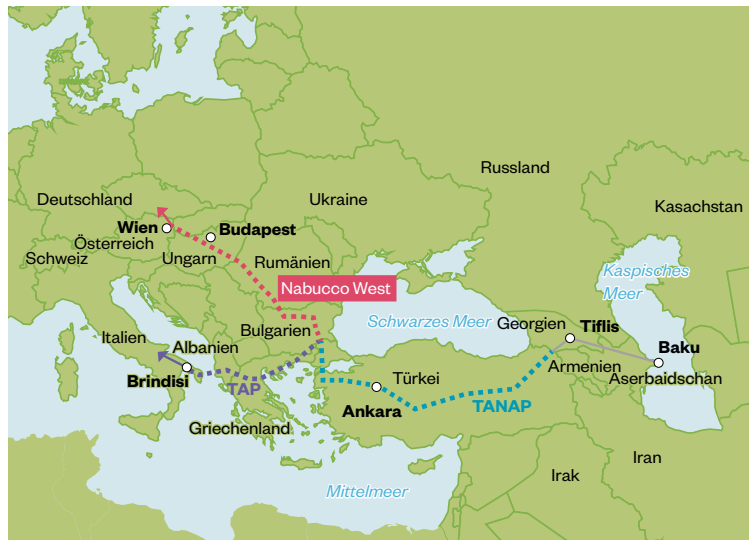 Russland
Deutschland
Ukraine
Kasachstan
Wien
Budapest
Österreich
Schweiz
Ungarn
Rumänien
Kaspisches
Meer
Nabucco West
Italien
Albanien
Bulgarien
Schwarzes Meer
Georgien
Tiflis
Baku
Armenien
Aserbaidschan
Brindisi
TAP
Türkei
Ankara
TANAP
Griechenland
Iran
Irak
Mittelmeer